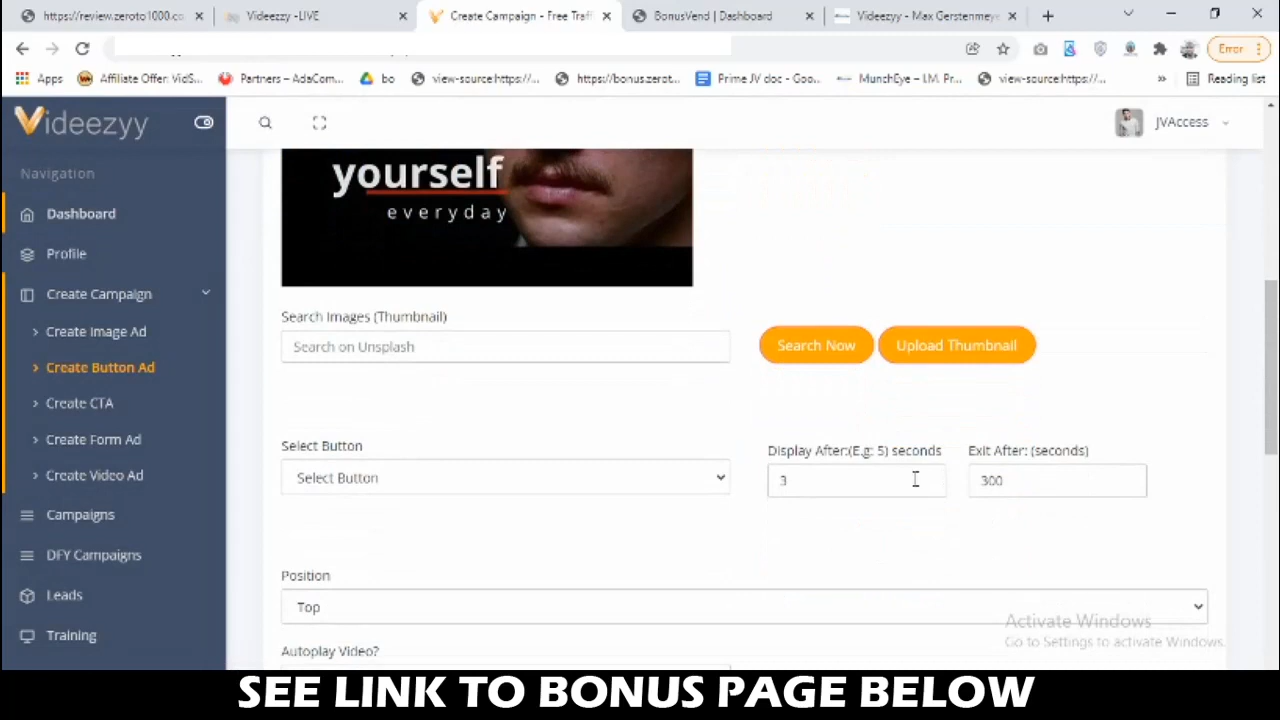 https://review.zeroto1000.co
Videezzy -LIVE
Create Campaign - Free Traff
BonusVend | Dashboard
Videezyy - Max Gerstenmeye
Error
Apps
Affiliate Offer: VidS...
Partners – AdaCom...
bo
view-source:https://...
https://bonus.zerot...
Prime JV doc - Goo...
MunchEye – J.M. Pr...
view-source:https://...
»
Reading list
Videezyy
JVAccess
Navigation
Dashboard
Profile
Create Campaign
Create Image Ad
Create Button Ad
Create CTA
Create Form Ad
Create Video Ad
Campaigns
DFY Campaigns
Leads
Training
yourself
everyday
Search Images (Thumbnail)
Search on Unsplash
Search Now
Upload Thumbnail
Select Button
Select Button
Display After:(E.g: 5) seconds
3
Exit After: (seconds)
300
Position
Top
Autoplay Video?
Activate Windows
Go to Settings to activate Windows.
SEE LINK TO BONUS PAGE BELOW